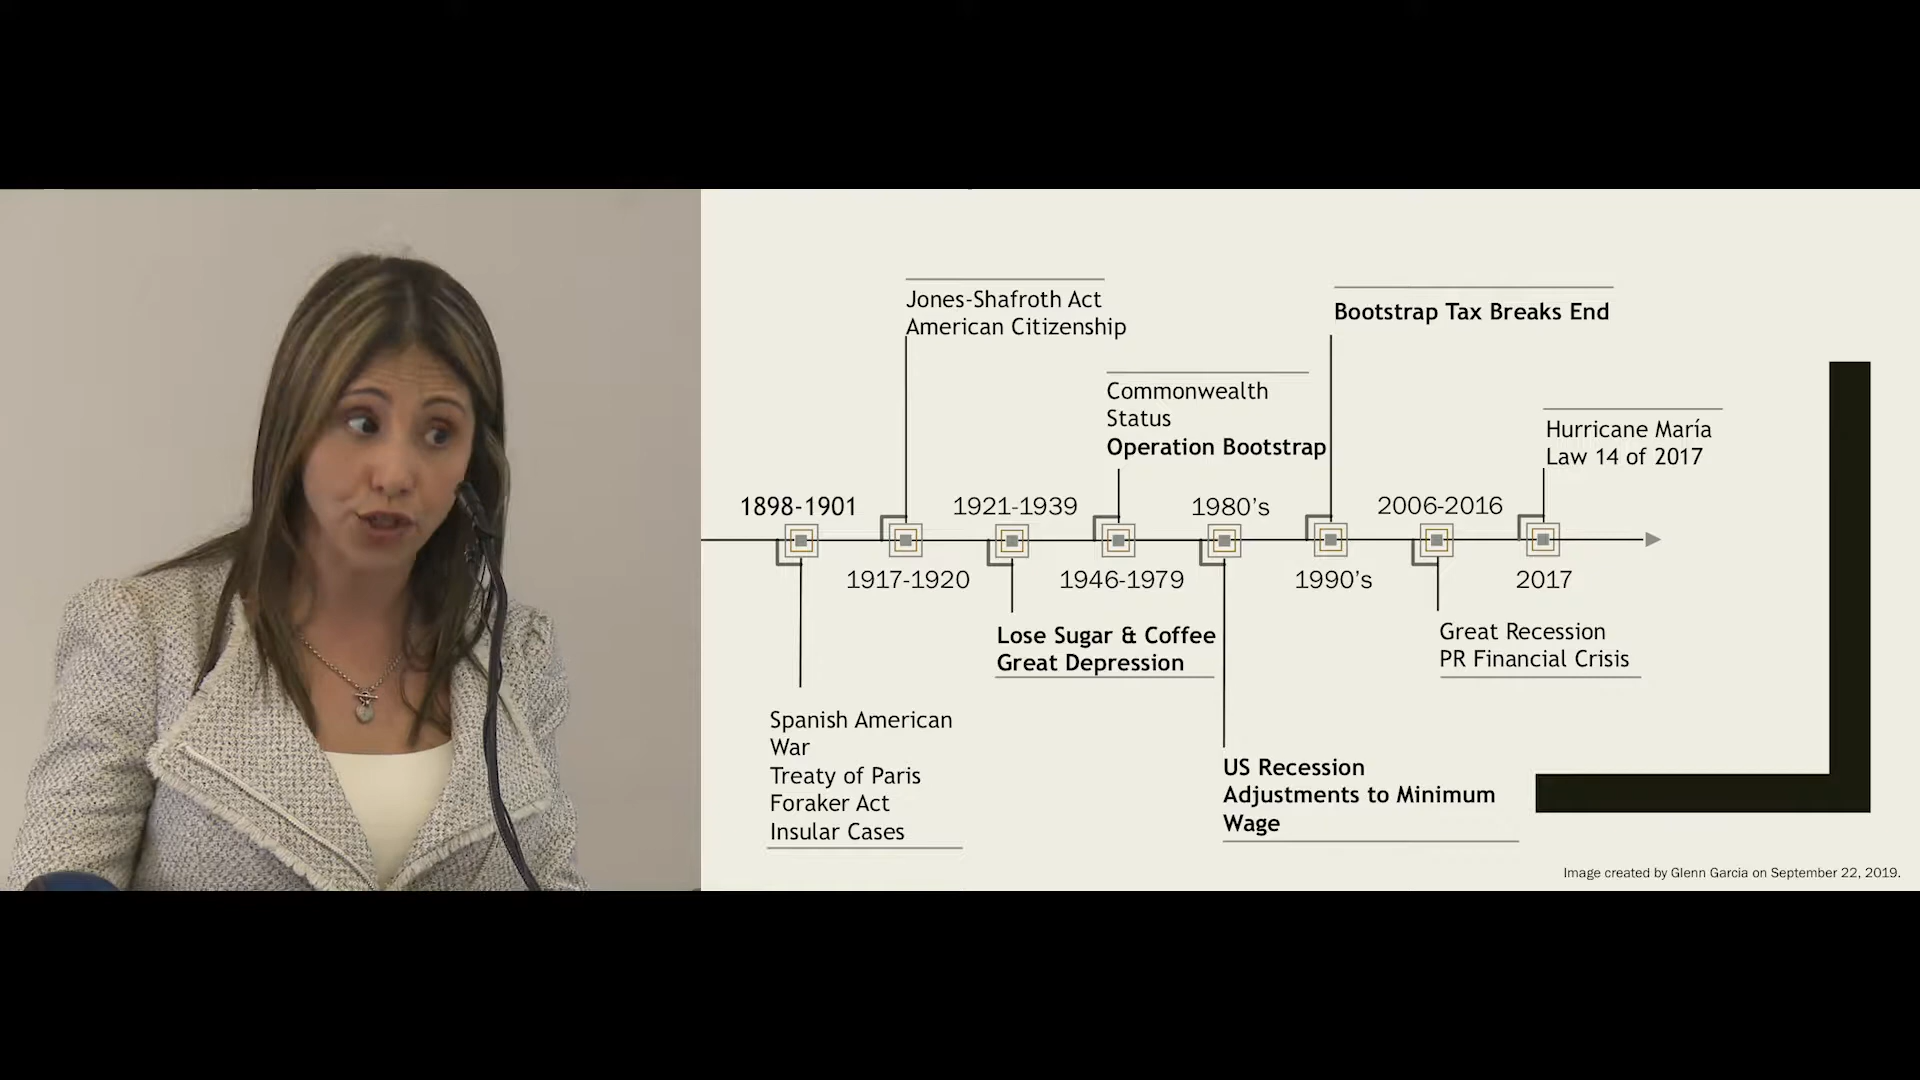 Jones-Shafroth Act
American Citizenship
Bootstrap Tax Breaks End
Commonwealth
Status
Operation Bootstrap
Hurricane María
Law 14 of 2017
1898-1901
1921-1939
1980's
2006-2016
1917-1920
1946-1979
1990's
2017
Lose Sugar & Coffee
Great Depression
Great Recession
PR Financial Crisis
Spanish American
War
Treaty of Paris
Foraker Act
Insular Cases
US Recession
Adjustments to Minimum
Wage
Image created by Glenn Garcia on September 22, 2019.